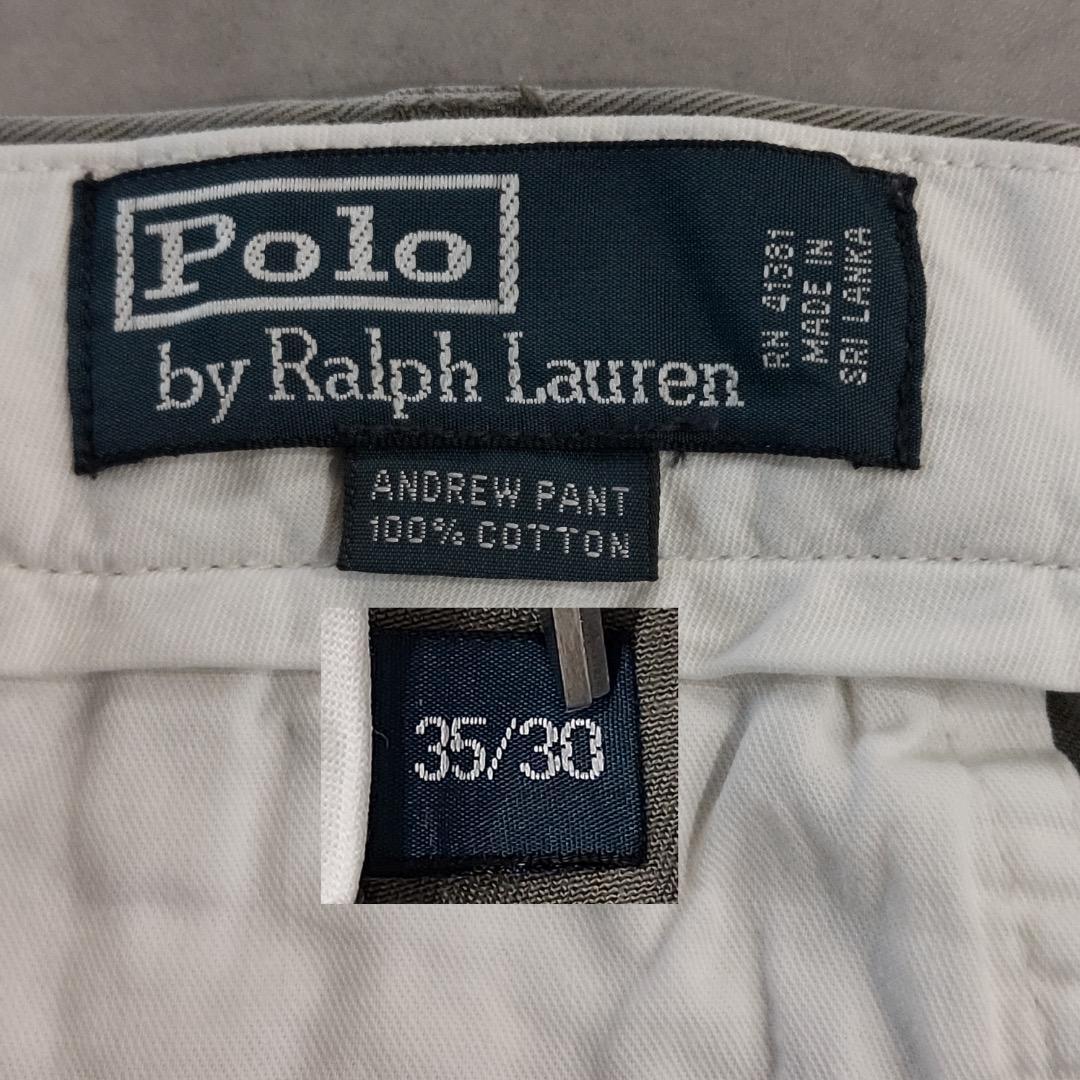 Polo
by Ralph Lauren
RN 41381
MADE IN
SRI LANKA
ANDREW PANT
100% COTTON
35/30